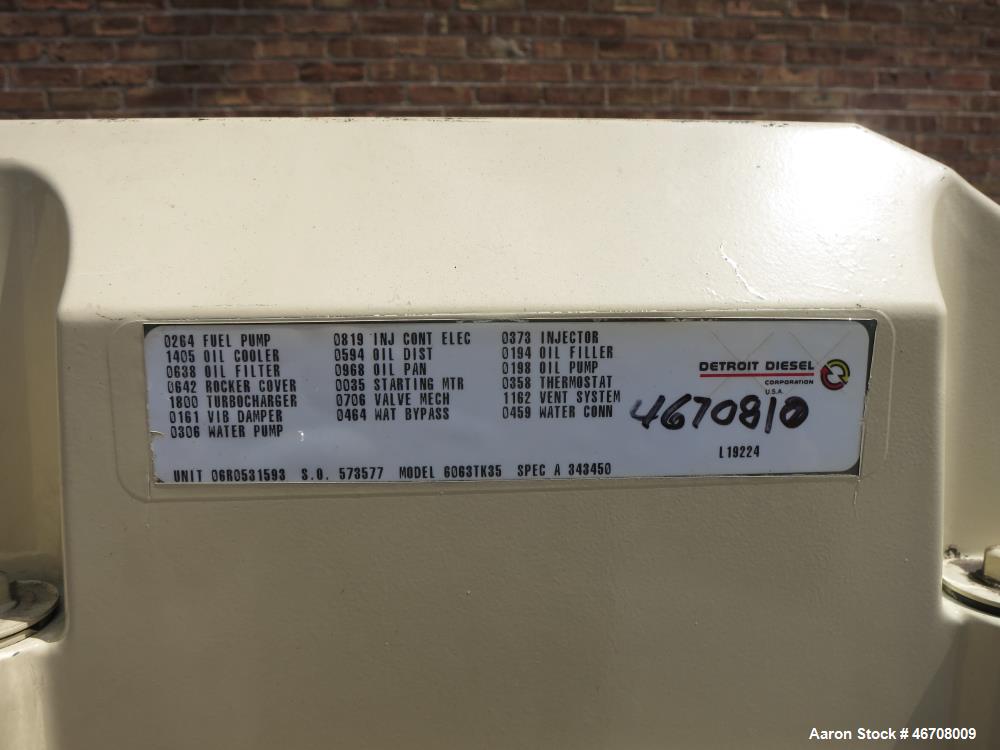 0264 FUEL PUMP
1405 OIL COOLER
0638 OIL FILTER
0642 ROCKER COVER
1800 TURBOCHARGER
0161 VIB DAMPER
0306 WATER PUMP
0819 INJ CONT ELEC
0594 OIL DIST
0968 OIL PAN
0035 STARTING MTR
0706 VALVE MECH
0464 WAT BYPASS
0373 INJECTOR
0194 OIL FILLER
0198 OIL PUMP
0358 THERMOSTAT
1162 VENT SYSTEM
0459 WATER CONN
DETROIT DIESEL
CORPORATION
U.S.A.
4670810
L19224
UNIT 06R0531593 S.O. 573577 MODEL 6063TK35 SPEC A 343450
Aaron Stock # 46708009